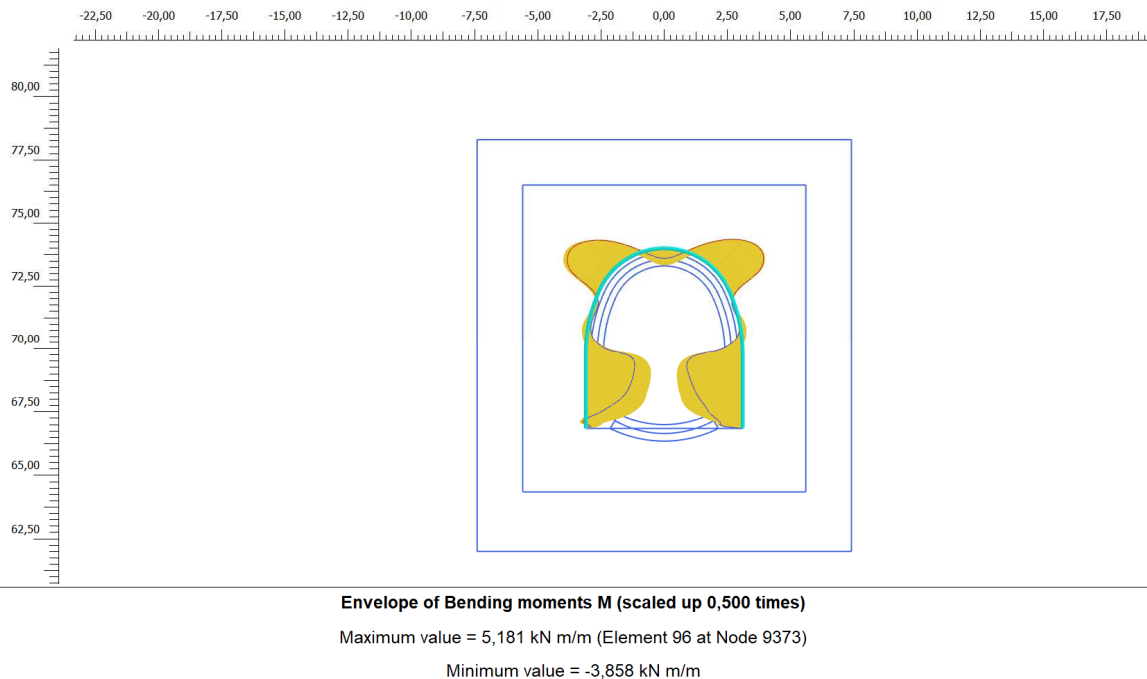 -22,50 -20,00 -17,50 -12,50 -10,00 -7,50 -5,00 -2,50 0,00 2,50 5,00 7,50 10,00 12,50 15,00 17,50
80,00
77,50
75,00
72,50
70,00
67,50
65,00
62,50
Envelope of Bending moments M (scaled up 0,500 times)
Maximum value = 5,181 kN m/m (Element 96 at Node 9373)
Minimum value = -3,858 kN m/m